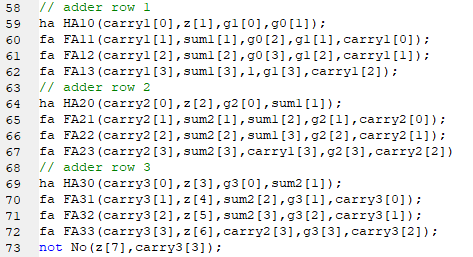 58 // adder row 1
59 ha HA10(carry1[0],z[1],g1[0],g0[1]);
60 fa FA11(carry1[1],sum1[1],g0[2],g1[1],carry1[0]);
61 fa FA12(carry1[2],sum1[2],g0[3],g1[2],carry1[1]);
62 fa FA13(carry1[3],sum1[3],1,g1[3],carry1[2]);
63 // adder row 2
64 ha HA20(carry2[0],z[2],g2[0],sum1[1]);
65 fa FA21(carry2[1],sum2[1],sum1[2],g2[1],carry2[0]);
66 fa FA22(carry2[2],sum2[2],sum1[3],g2[2],carry2[1]);
67 fa FA23(carry2[3],sum2[3],carry1[3],g2[3],carry2[2])
68 // adder row 3
69 ha HA30(carry3[0],z[3],g3[0],sum2[1]);
70 fa FA31(carry3[1],z[4],sum2[2],g3[1],carry3[0]);
71 fa FA32(carry3[2],z[5],sum2[3],g3[2],carry3[1]);
72 fa FA33(carry3[3],z[6],carry2[3],g3[3],carry3[2]);
73 not No(z[7],carry3[3]);